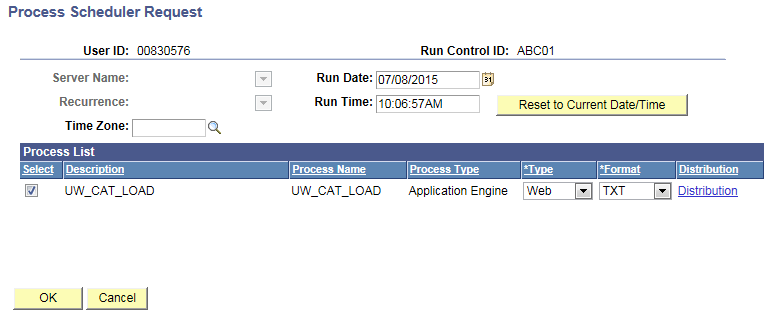 Process Scheduler Request
User ID: 00830576 Run Control ID: ABC01
Server Name: Run Date: 07/08/2015 31
Recurrence: Run Time: 10:06:57AM Reset to Current Date/Time
Time Zone:
Process List
Select Description Process Name Process Type *Type *Format Distribution
UW_CAT_LOAD UW_CAT_LOAD Application Engine Web TXT Distribution
OK Cancel